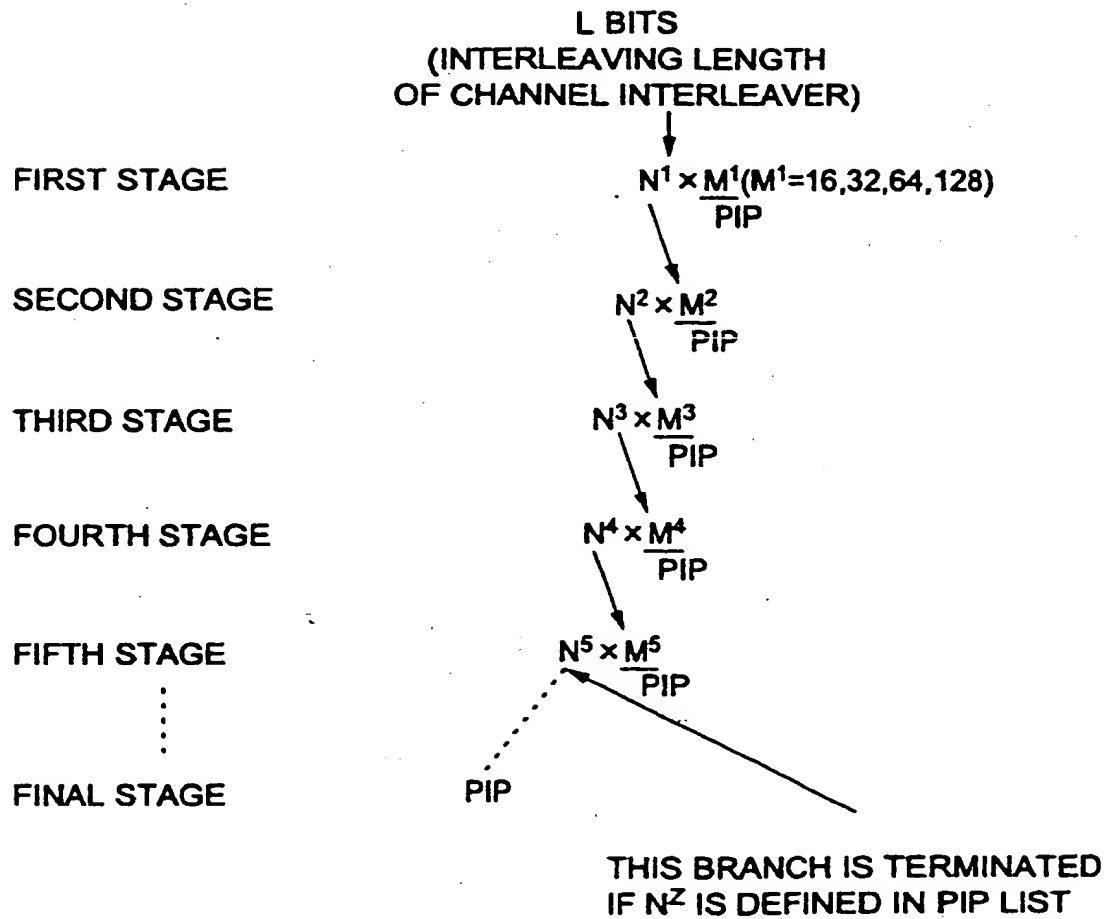 L BITS
(INTERLEAVING LENGTH
OF CHANNEL INTERLEAVER)
FIRST STAGE
N¹ × M¹(M¹=16,32,64,128)
PIP
SECOND STAGE
N² × M²
PIP
THIRD STAGE
N³ × M³
PIP
FOURTH STAGE
N⁴ × M⁴
PIP
FIFTH STAGE
N⁵ × M⁵
PIP
FINAL STAGE
PIP
THIS BRANCH IS TERMINATED
IF Nᶻ IS DEFINED IN PIP LIST